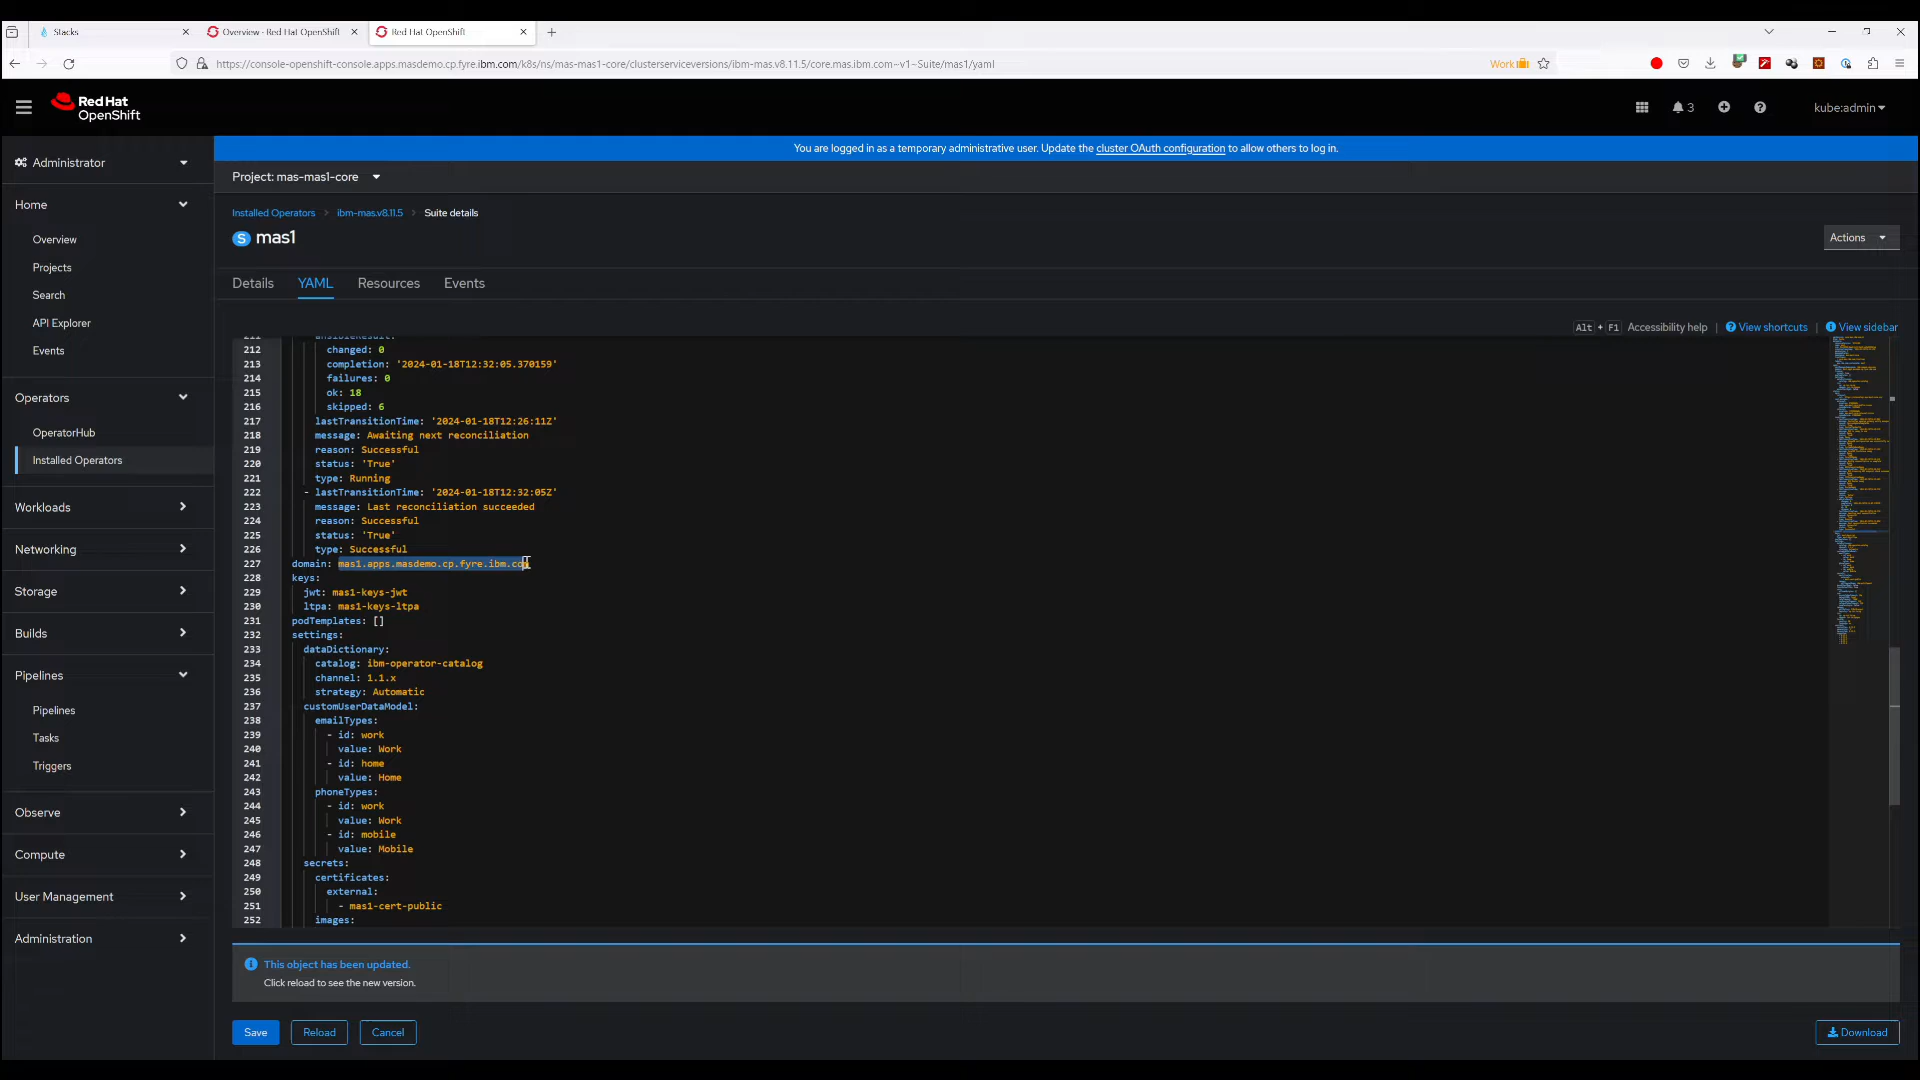 Stacks
Overview · Red Hat OpenShift
Red Hat OpenShift
https://console-openshift-console.apps.masdemo.cp.fyre.ibm.com/k8s/ns/mas-mas1-core/clusterserviceversions/ibm-mas.v8.11.5/core.mas.ibm.com~v1~Suite/mas1/yaml
Work
Red Hat
OpenShift
3
kube:admin
Administrator
You are logged in as a temporary administrative user. Update the cluster OAuth configuration to allow others to log in.
Project: mas-mas1-core
Home
Overview
Projects
Search
API Explorer
Events
Operators
OperatorHub
Installed Operators
Workloads
Networking
Storage
Builds
Pipelines
Pipelines
Tasks
Triggers
Observe
Compute
User Management
Administration
Installed Operators > ibm-mas.v8.11.5 > Suite details
S mas1
Actions
Details YAML Resources Events
Alt + F1 Accessibility help | View shortcuts | View sidebar
211 ansibleResult:
212 changed: 0
213 completion: '2024-01-18T12:32:05.370159'
214 failures: 0
215 ok: 18
216 skipped: 6
217 lastTransitionTime: '2024-01-18T12:26:11Z'
218 message: Awaiting next reconciliation
219 reason: Successful
220 status: 'True'
221 type: Running
222 - lastTransitionTime: '2024-01-18T12:32:05Z'
223 message: Last reconciliation succeeded
224 reason: Successful
225 status: 'True'
226 type: Successful
227 domain: mas1.apps.masdemo.cp.fyre.ibm.com
228 keys:
229 jwt: mas1-keys-jwt
230 ltpa: mas1-keys-ltpa
231 podTemplates: []
232 settings:
233 dataDictionary:
234 catalog: ibm-operator-catalog
235 channel: 1.1.x
236 strategy: Automatic
237 customUserDataModel:
238 emailTypes:
239 - id: work
240 value: Work
241 - id: home
242 value: Home
243 phoneTypes:
244 - id: work
245 value: Work
246 - id: mobile
247 value: Mobile
248 secrets:
249 certificates:
250 external:
251 - mas1-cert-public
252 images:
This object has been updated.
Click reload to see the new version.
Save Reload Cancel
Download